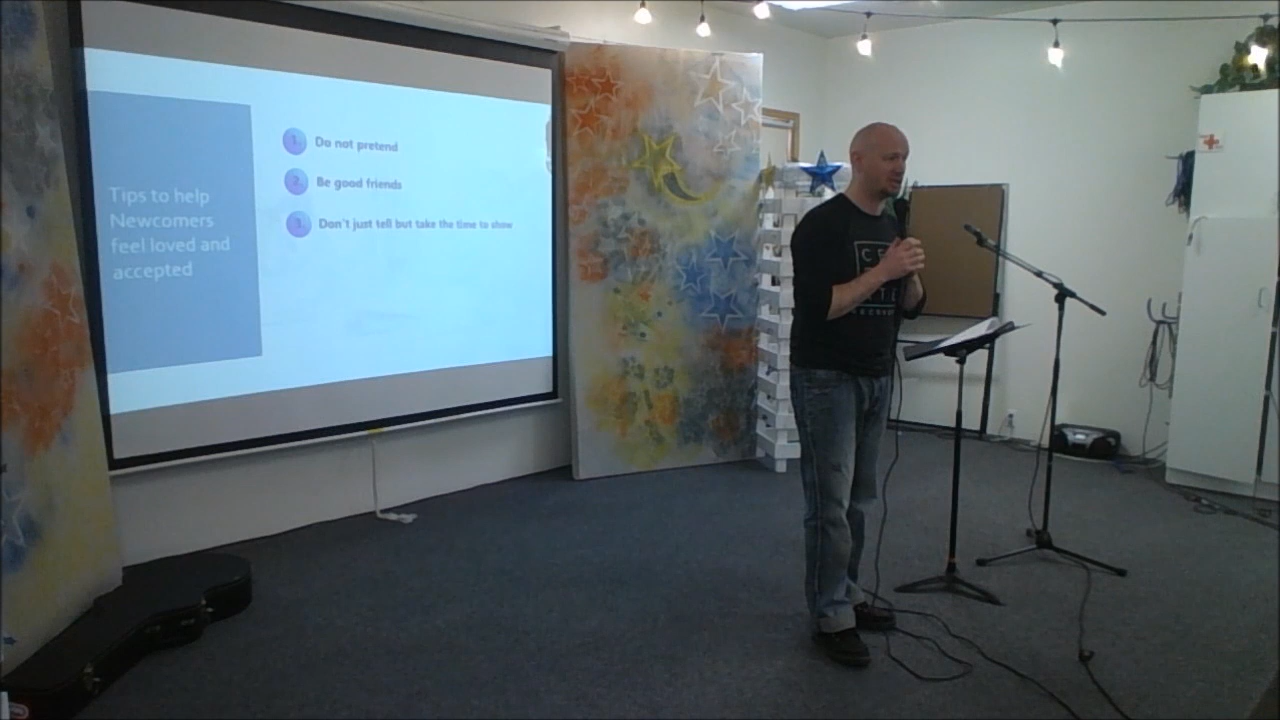 Tips to help
Newcomers
feel loved and
accepted
1 Do not pretend
2 Be good friends
3 Don't just tell but take the time to show